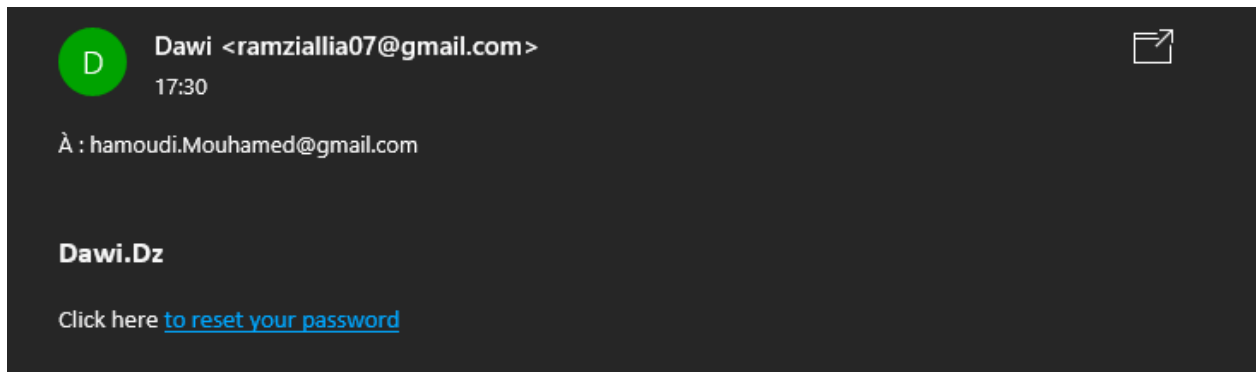 D
Dawi <ramziallia07@gmail.com>
17:30
À : hamoudi.Mouhamed@gmail.com
Dawi.Dz
Click here to reset your password